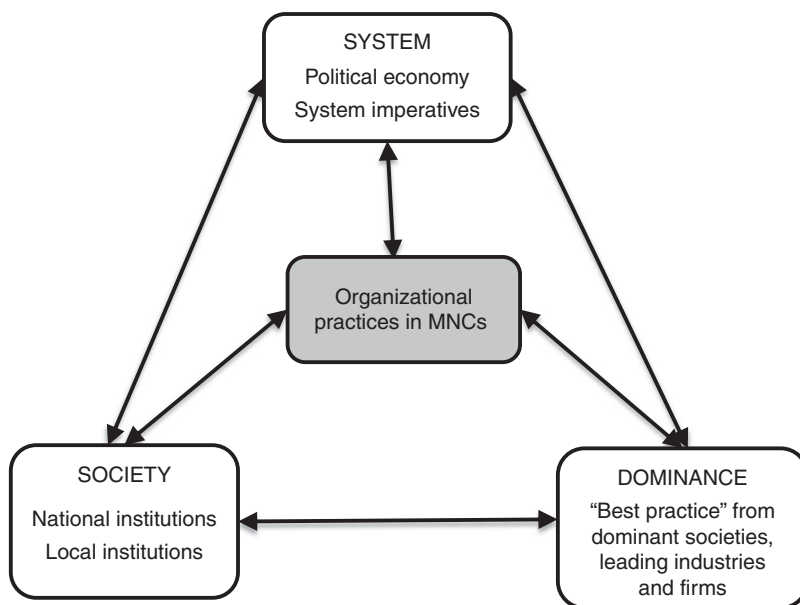 SYSTEM
Political economy
System imperatives
Organizational
practices in MNCs
SOCIETY
National institutions
Local institutions
DOMINANCE
“Best practice” from
dominant societies,
leading industries
and firms